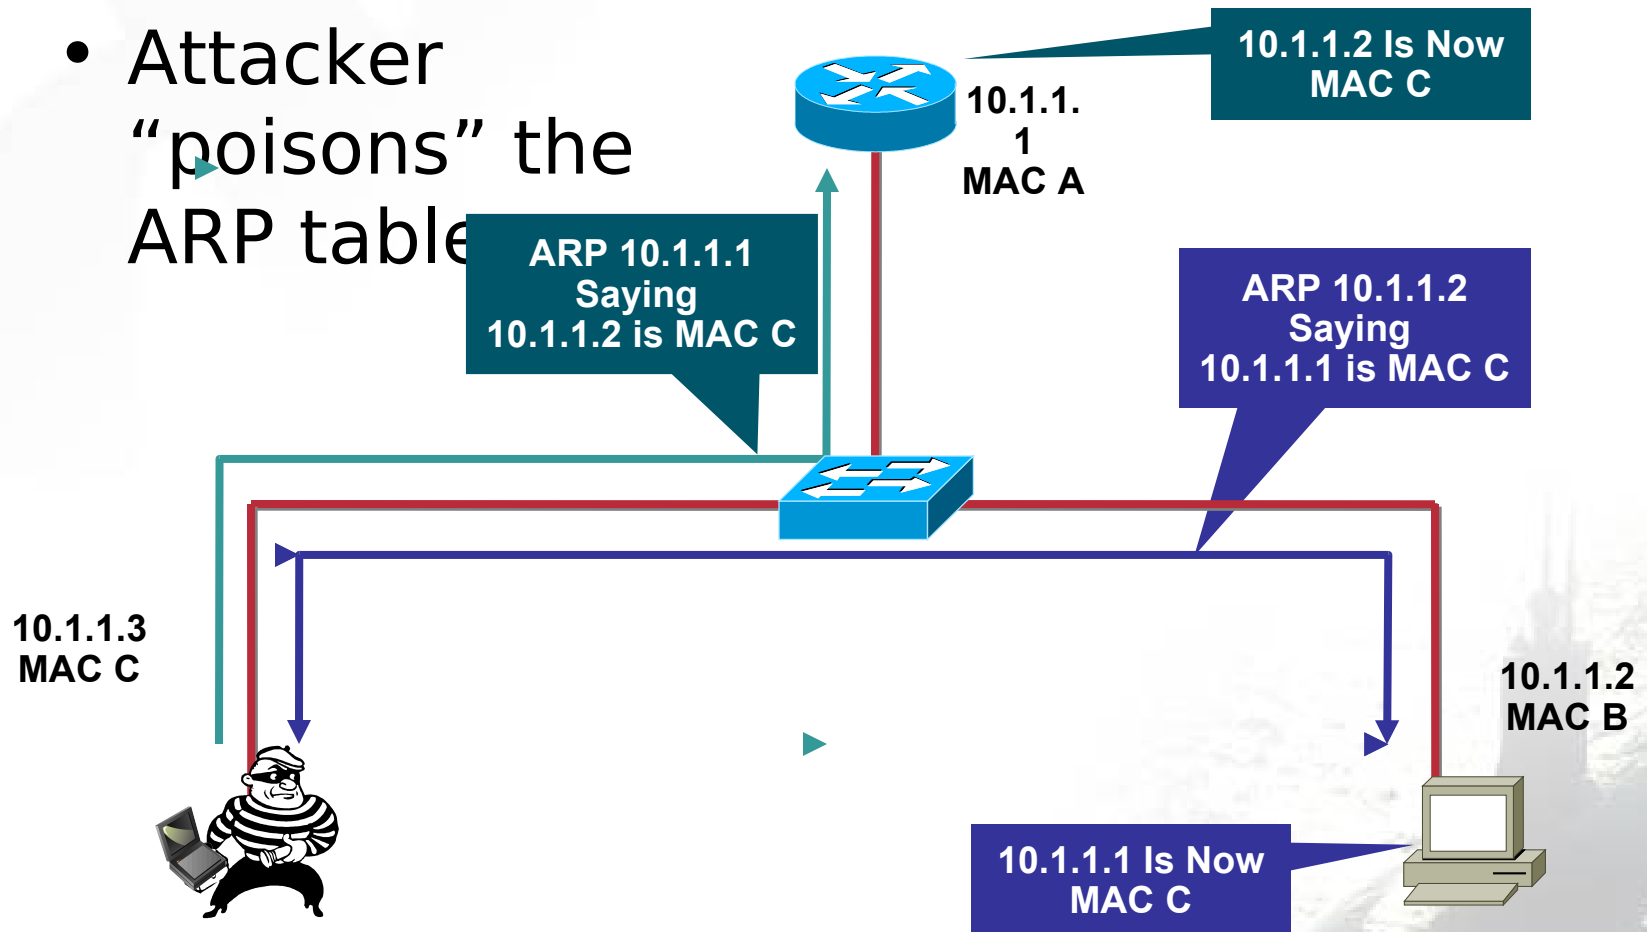 • Attacker
“poisons” the
ARP table
10.1.1.2 Is Now
MAC C
10.1.1.
1
MAC A
ARP 10.1.1.1
Saying
10.1.1.2 is MAC C
ARP 10.1.1.2
Saying
10.1.1.1 is MAC C
10.1.1.3
MAC C
10.1.1.2
MAC B
10.1.1.1 Is Now
MAC C